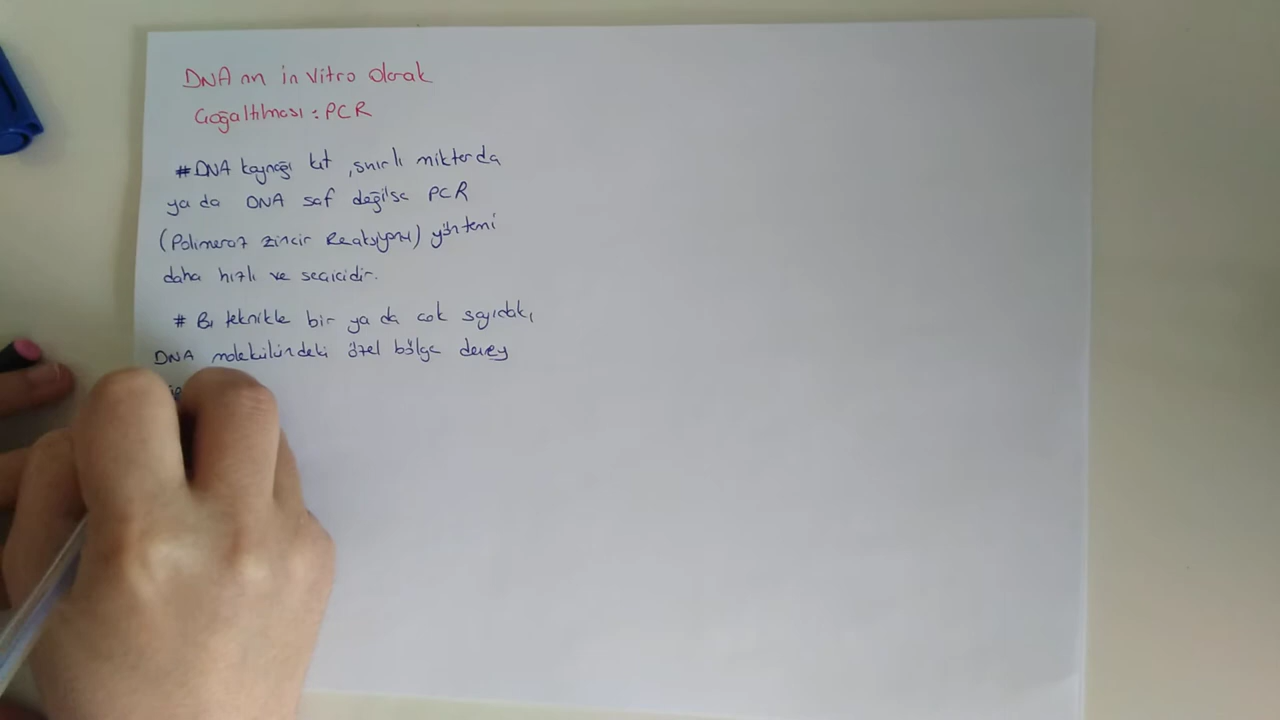 DNA nın in vitro olarak
Çoğaltılması : PCR
# DNA kaynağı kıt , sınırlı miktarda
ya da DNA saf değilse PCR
(Polimeraz zincir Reaksiyonu) yöntemi
daha hızlı ve seçicidir.
# Bu teknikle bir ya da çok sayıdaki
DNA molekülündeki özel bölge deney